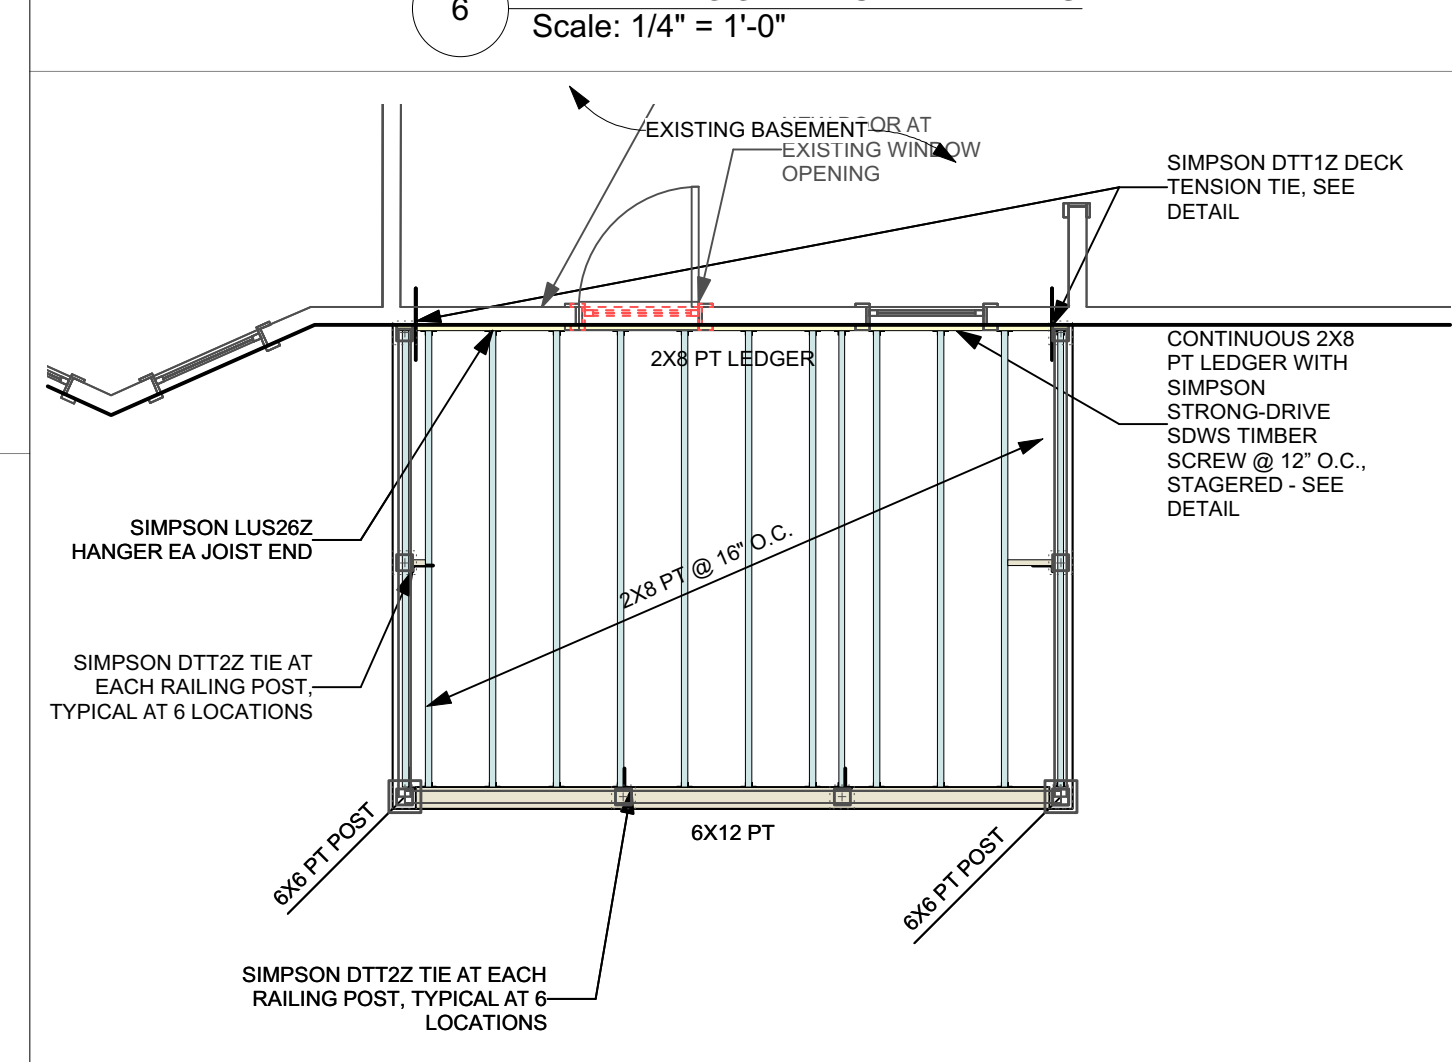 6
Scale: 1/4" = 1'-0"
EXISTING BASEMENT
DOOR AT
EXISTING WINDOW
OPENING
SIMPSON DTT1Z DECK
TENSION TIE, SEE
DETAIL
2X8 PT LEDGER
CONTINUOUS 2X8
PT LEDGER WITH
SIMPSON
STRONG-DRIVE
SDWS TIMBER
SCREW @ 12” O.C.,
STAGERED - SEE
DETAIL
SIMPSON LUS26Z
HANGER EA JOIST END
2X8 PT @ 16" O.C.
SIMPSON DTT2Z TIE AT
EACH RAILING POST,
TYPICAL AT 6 LOCATIONS
6X12 PT
6X6 PT POST
6X6 PT POST
SIMPSON DTT2Z TIE AT EACH
RAILING POST, TYPICAL AT 6
LOCATIONS